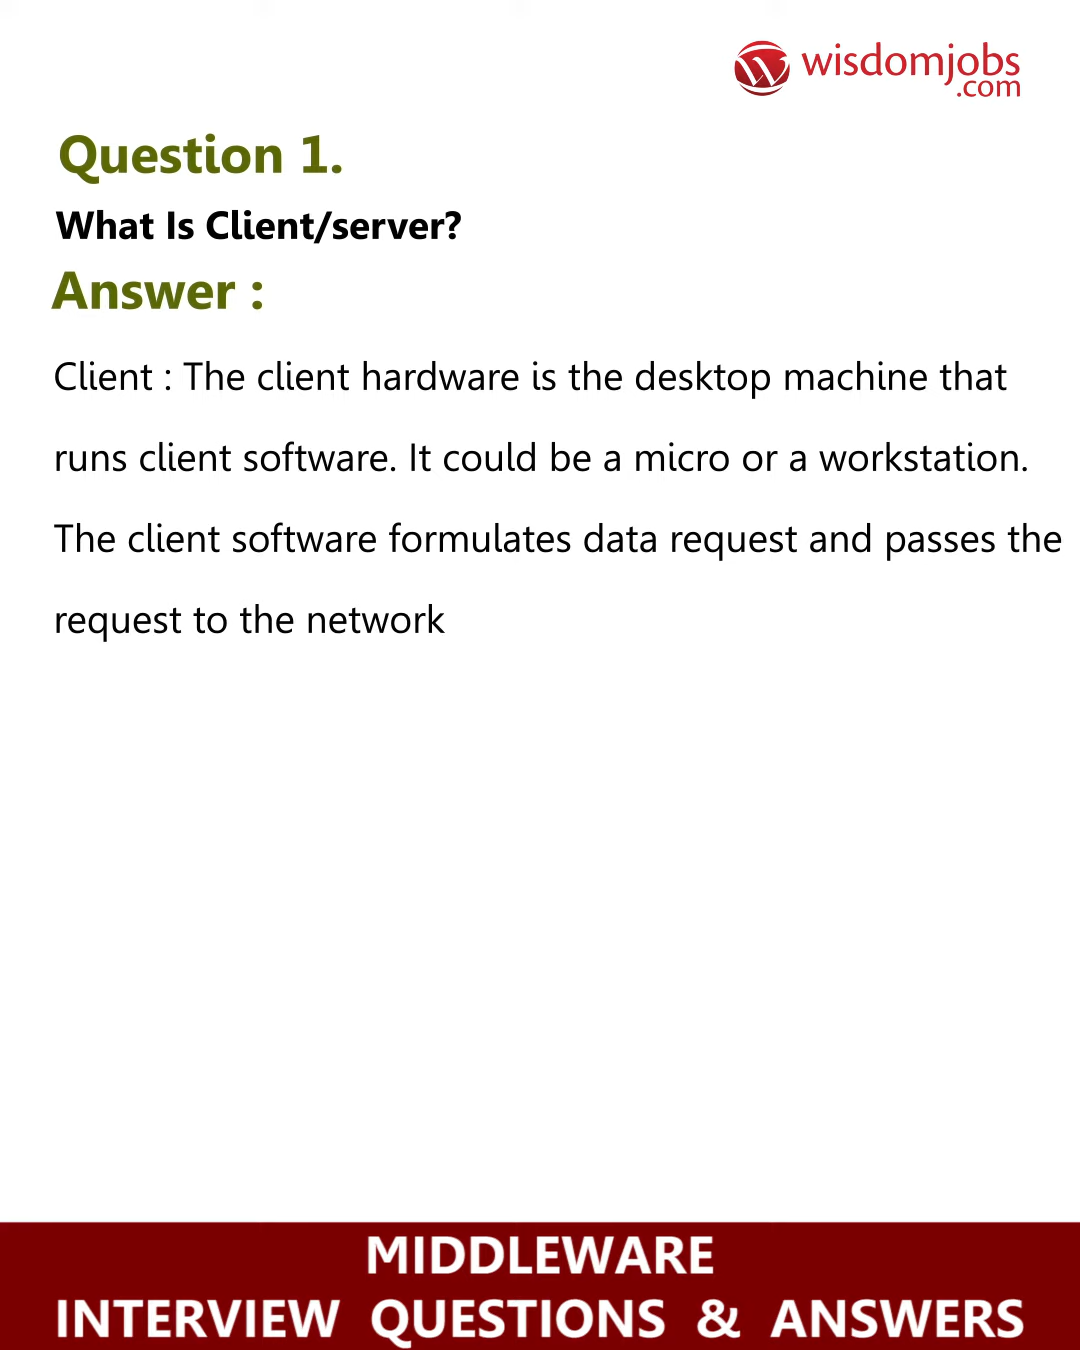 wisdomjobs
.com
Question 1.
What Is Client/server?
Answer :
Client : The client hardware is the desktop machine that
runs client software. It could be a micro or a workstation.
The client software formulates data request and passes the
request to the network
MIDDLEWARE
INTERVIEW QUESTIONS & ANSWERS